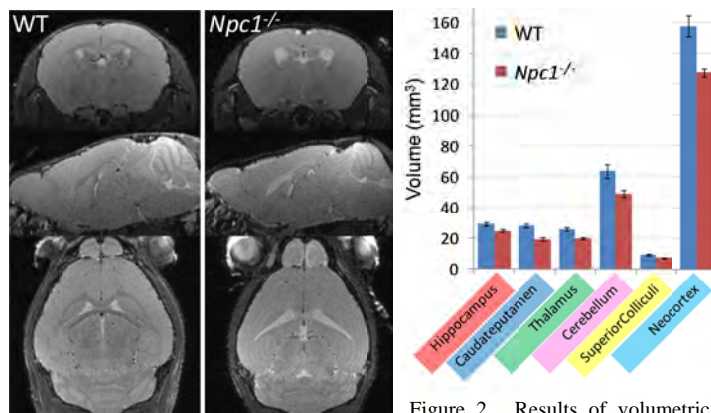 WT
Npc1-/-
160
140
120
100
80
60
40
20
0
Volume (mm³)
WT
Npc1-/-
Hippocampus
Caudateputamen
Thalamus
Cerebellum
SuperiorColliculi
Neocortex
Figure 2. Results of volumetric